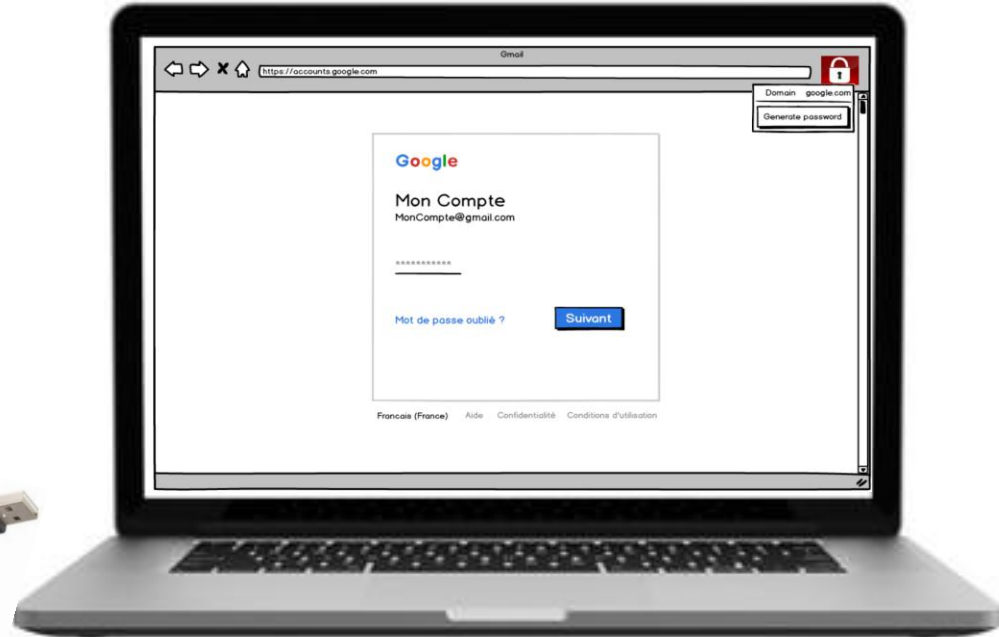 Gmail
https://accounts.google.com
Domain google.com
Generate password
Google
Mon Compte
MonCompte@gmail.com
***********
Mot de passe oublié ?
Suivant
Francais (France) Aide Confidentialité Conditions d'utilisation